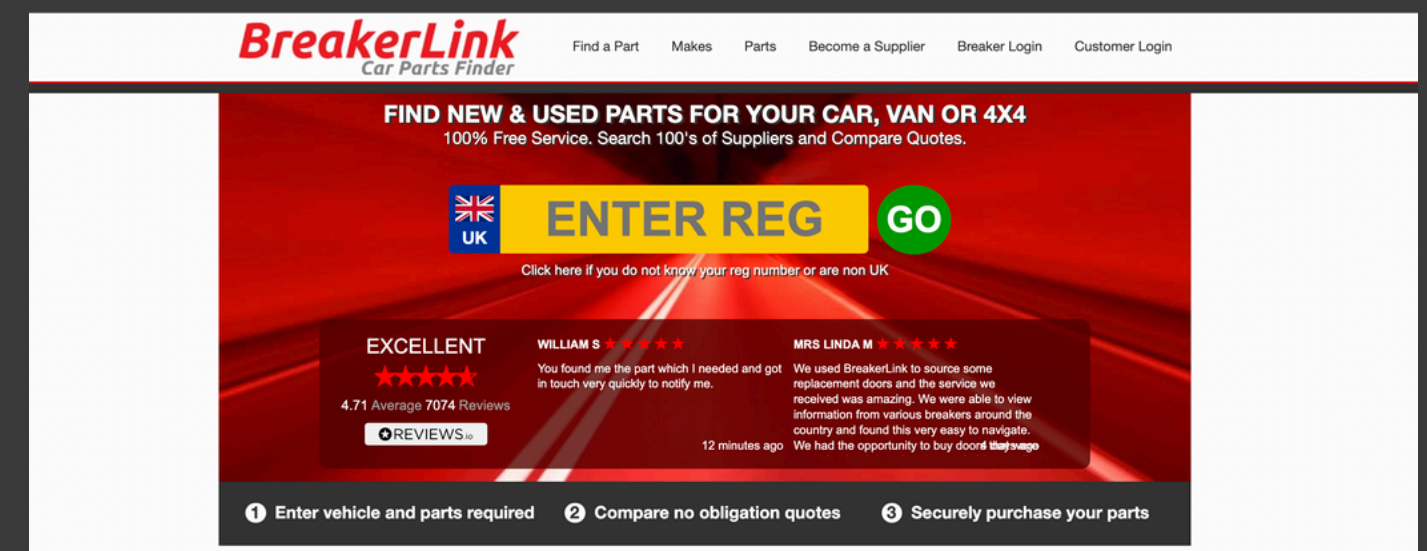 BreakerLink
Car Parts Finder
Find a Part Makes Parts Become a Supplier Breaker Login Customer Login
FIND NEW & USED PARTS FOR YOUR CAR, VAN OR 4X4
100% Free Service. Search 100's of Suppliers and Compare Quotes.
UK
ENTER REG
GO
Click here if you do not know your reg number or are non UK
EXCELLENT
4.71 Average 7074 Reviews
REVIEWS.io
WILLIAM S
You found me the part which I needed and got
in touch very quickly to notify me.
12 minutes ago
MRS LINDA M
We used BreakerLink to source some
replacement doors and the service we
received was amazing. We were able to view
information from various breakers around the
country and found this very easy to navigate.
We had the opportunity to buy doors
1 Enter vehicle and parts required
2 Compare no obligation quotes
3 Securely purchase your parts